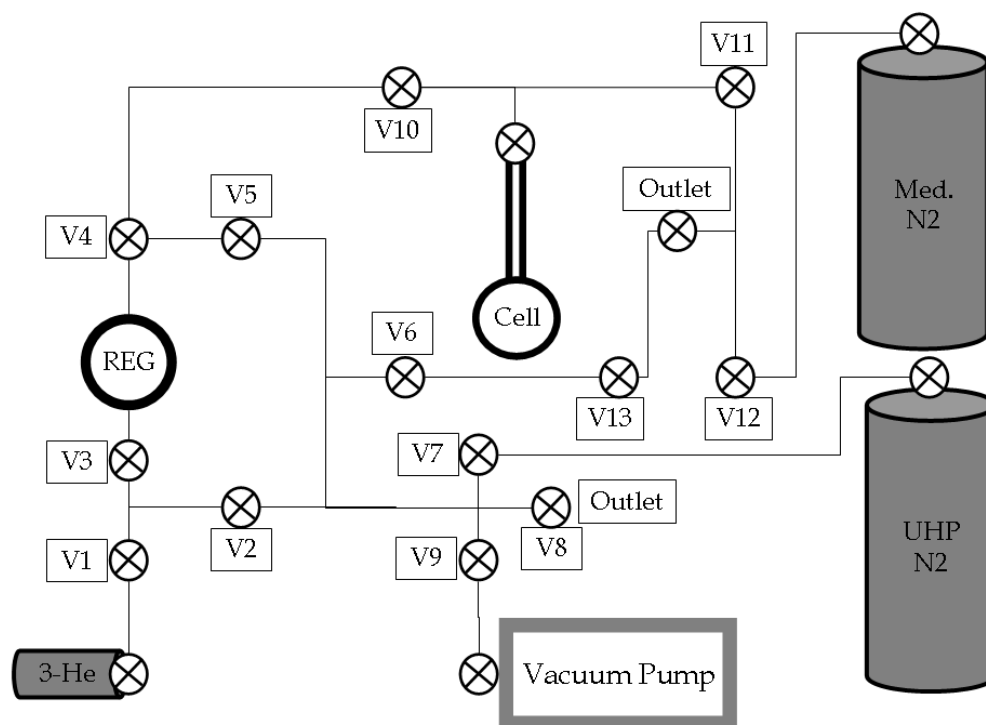 V11
V10
V5
Outlet
Med.
N2
V4
Cell
V6
REG
V13
V12
V7
V3
Outlet
V2
V8
UHP
N2
V1
V9
3-He
Vacuum Pump